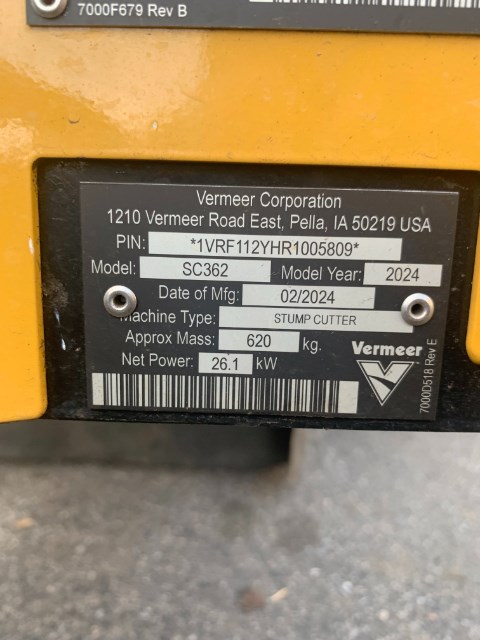 7000F679 Rev B
Vermeer Corporation
1210 Vermeer Road East, Pella, IA 50219 USA
PIN: *1VRF112YHR1005809*
Model: SC362 Model Year: 2024
Date of Mfg: 02/2024
Machine Type: STUMP CUTTER
Approx Mass: 620 kg.
Net Power: 26.1 kW
Vermeer
7000D518 Rev E